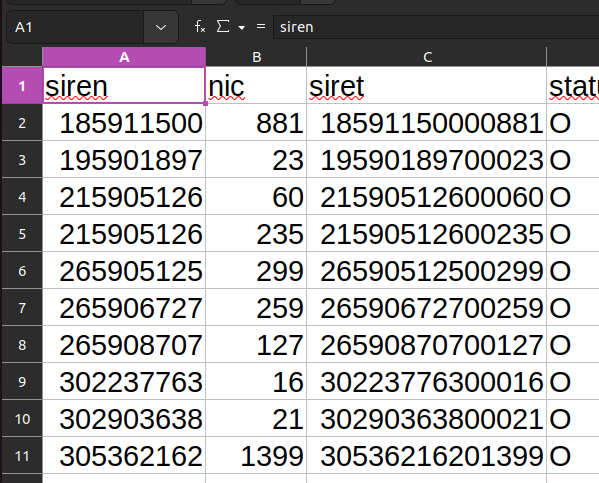 A1 fx Σ = siren
A B C
1 siren nic siret statu
2 185911500 881 18591150000881 O
3 195901897 23 19590189700023 O
4 215905126 60 21590512600060 O
5 215905126 235 21590512600235 O
6 265905125 299 26590512500299 O
7 265906727 259 26590672700259 O
8 265908707 127 26590870700127 O
9 302237763 16 30223776300016 O
10 302903638 21 30290363800021 O
11 305362162 1399 30536216201399 O